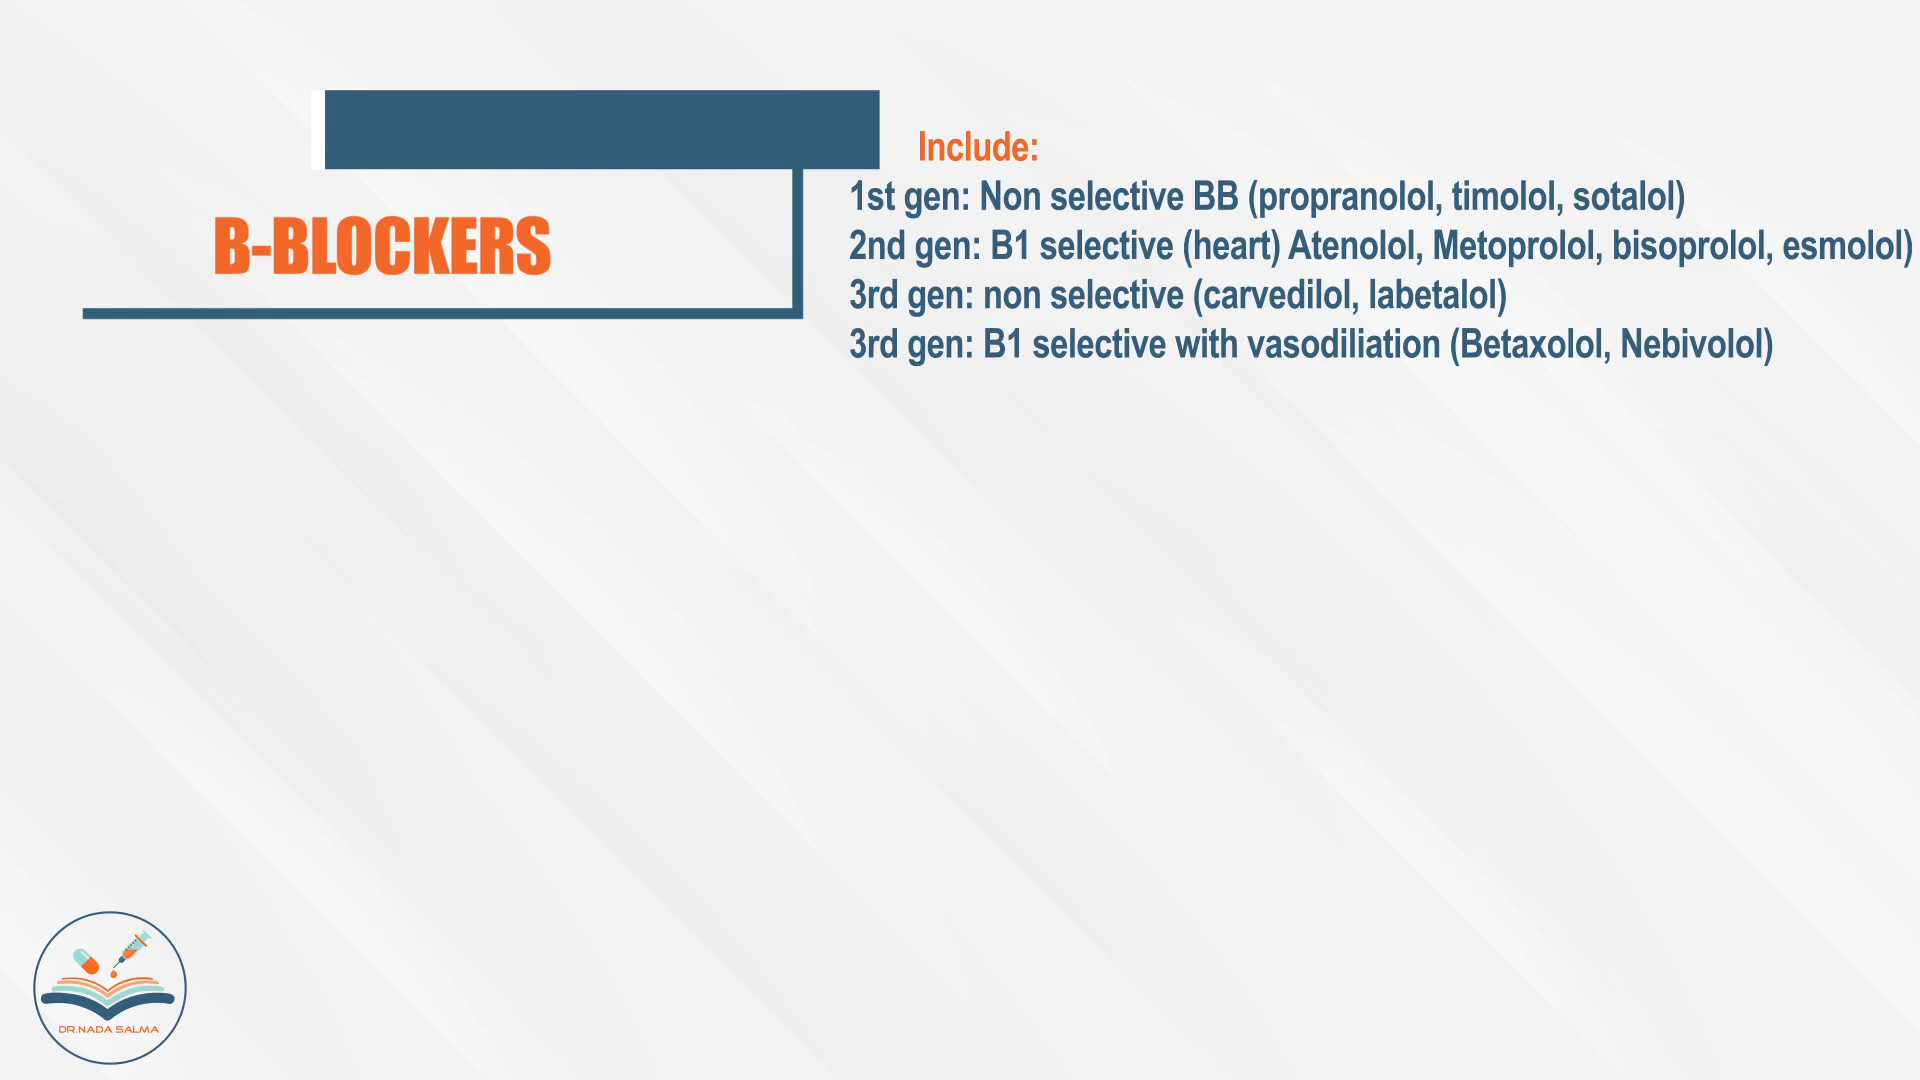 B-BLOCKERS
Include:
1st gen: Non selective BB (propranolol, timolol, sotalol)
2nd gen: B1 selective (heart) Atenolol, Metoprolol, bisoprolol, esmolol)
3rd gen: non selective (carvedilol, labetalol)
3rd gen: B1 selective with vasodiliation (Betaxolol, Nebivolol)
DR.NADA SALMA